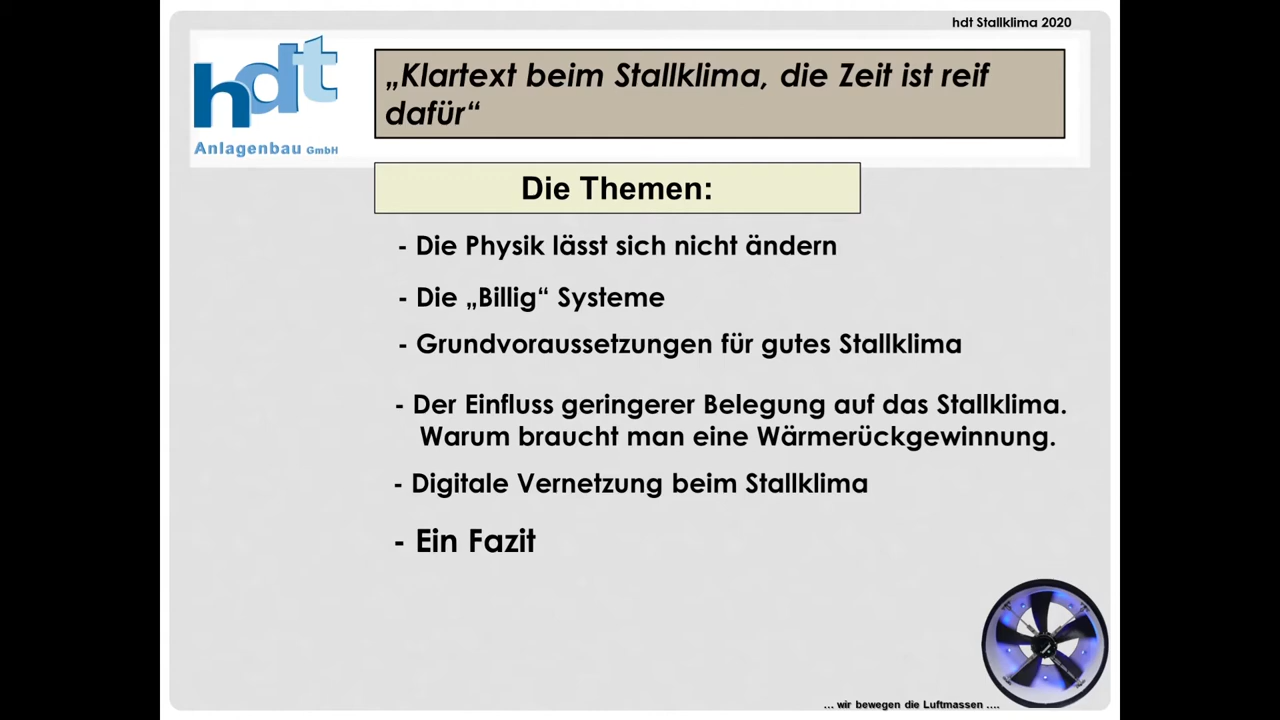 hdt Stallklima 2020
hdt
Anlagenbau GmbH
„Klartext beim Stallklima, die Zeit ist reif
dafür“
Die Themen:
- Die Physik lässt sich nicht ändern
- Die „Billig“ Systeme
- Grundvoraussetzungen für gutes Stallklima
- Der Einfluss geringerer Belegung auf das Stallklima.
Warum braucht man eine Wärmerückgewinnung.
- Digitale Vernetzung beim Stallklima
- Ein Fazit
... wir bewegen die Luftmassen ....